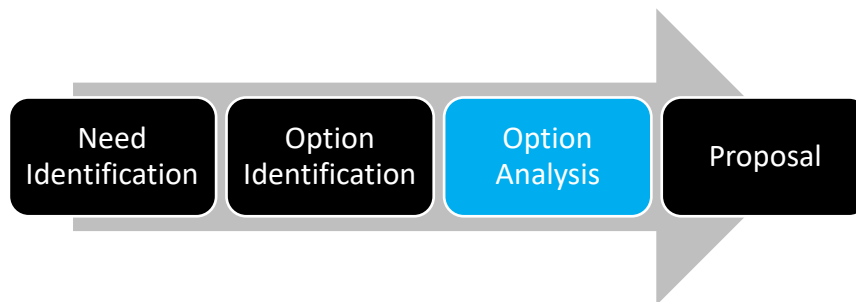 Need
Identification
Option
Identification
Option
Analysis
Proposal